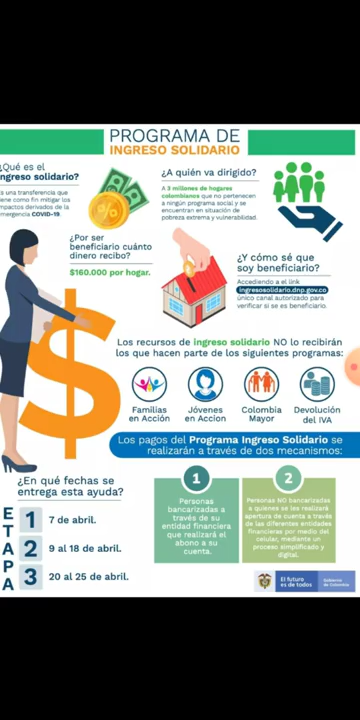 PROGRAMA DE
INGRESO SOLIDARIO
¿Qué es el
ngreso solidario?
s una transferencia que
iene como fin mitigar los
mpactos derivados de la
mergencia COVID-19
¿A quién va dirigido?
A 3 millones de hogares
colombianos que no pertenecen
a ningún programa social y se
encuentran en situación de
pobreza extrema y vulnerabilidad.
¿Por ser
beneficiario cuánto
dinero recibo?
$160.000 por hogar.
¿Y cómo sé que
soy beneficiario?
Accediendo a el link
ingresosolidario.dnp.gov.co
único canal autorizado para
verificar si se es beneficiario.
Los recursos de ingreso solidario NO lo recibirán
los que hacen parte de los siguientes programas:
Familias
en Acción
Jóvenes
en Accion
Colombia
Mayor
Devolución
del IVA
Los pagos del Programa Ingreso Solidario se
realizarán a través de dos mecanismos:
¿En qué fechas se
entrega esta ayuda?
ETAPA
1 7 de abril.
2 9 al 18 de abril.
3 20 al 25 de abril.
1
Personas
bancarizadas a
través de su
entidad financiera
que realizará el
abono a su
cuenta.
2
Personas NO bancarizadas
a quienes se les realizará
apertura de cuenta a través
de las diferentes entidades
financieras por medio del
celular, mediante un
proceso simplificado y
digital.
El futuro
es de todos
Gobierno
de Colombia